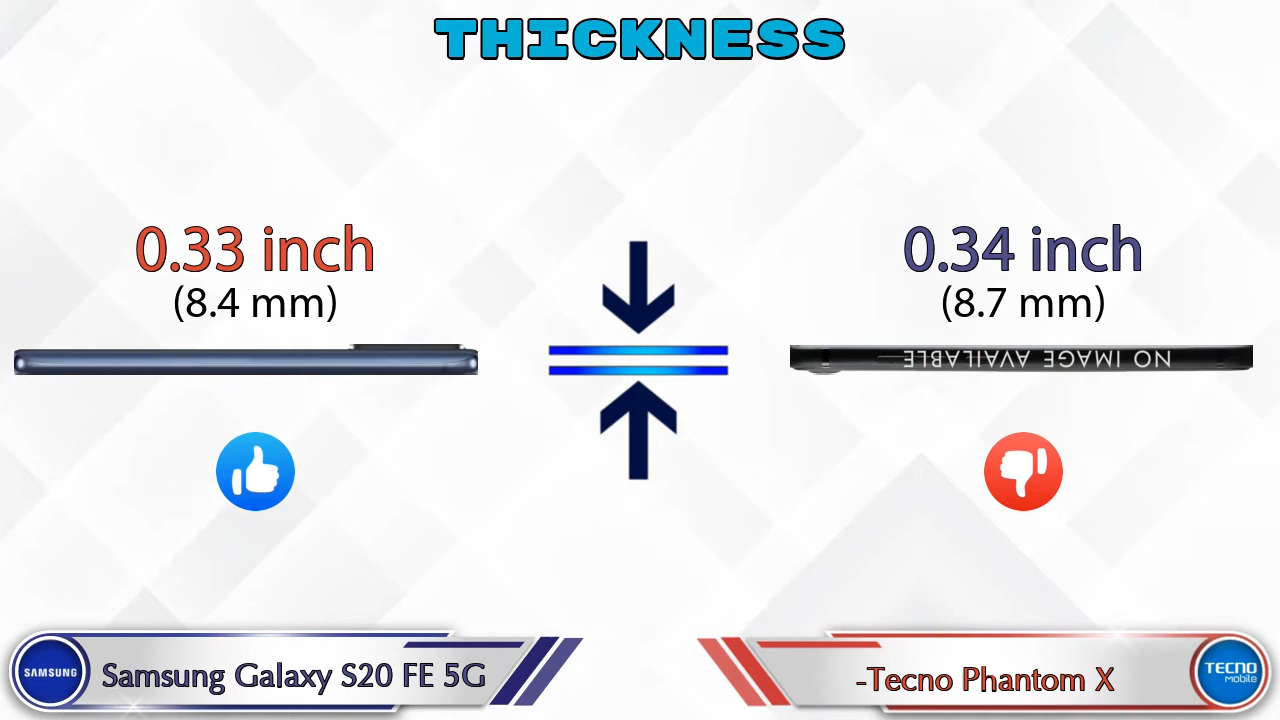 THICKNESS
0.33 inch
(8.4 mm)
0.34 inch
(8.7 mm)
NO IMAGE AVAILABLE
SAMSUNG
Samsung Galaxy S20 FE 5G
-Tecno Phantom X
TECNO
mobile